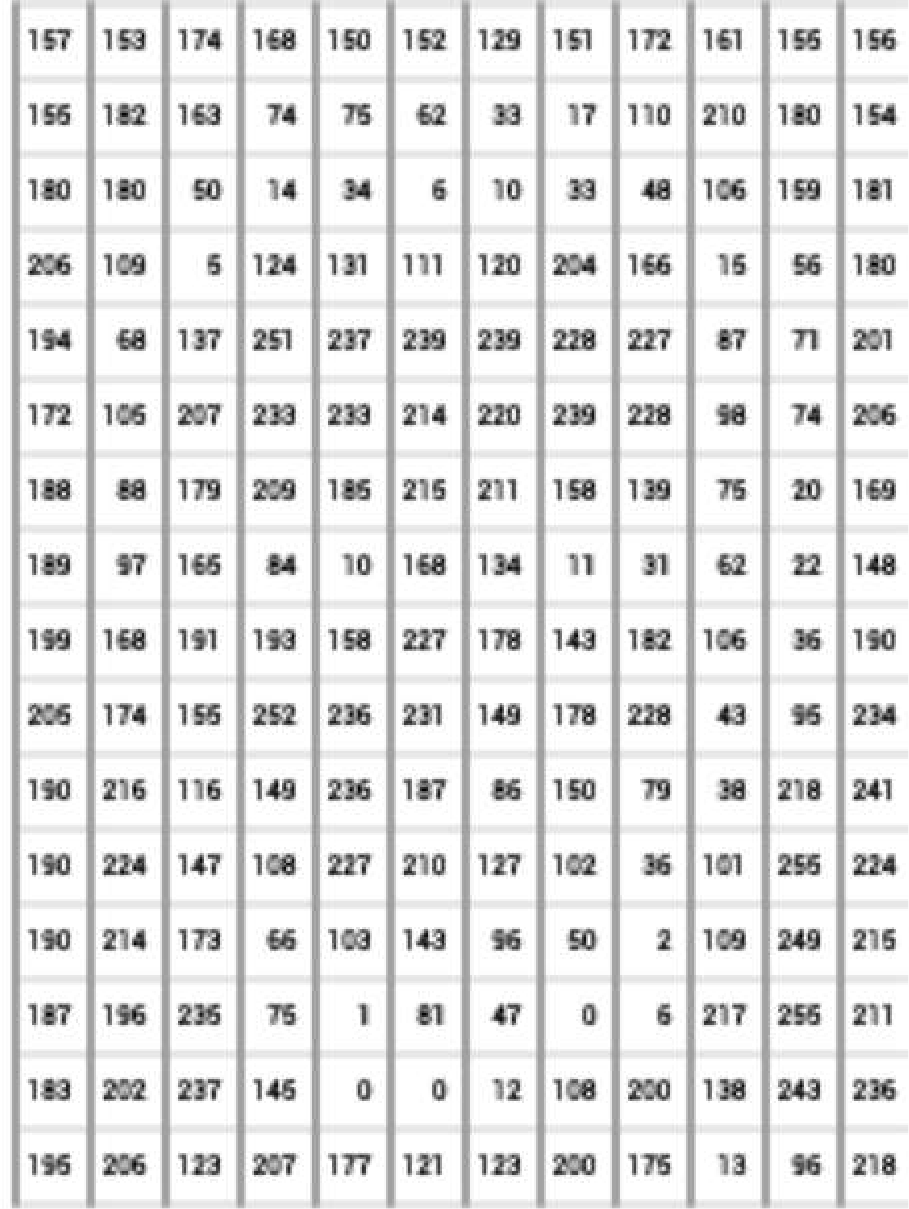 157 153 174 168 150 152 129 151 172 161 155 156
155 182 163 74 75 62 33 17 110 210 180 154
180 180 50 14 34 6 10 33 48 106 159 181
206 109 5 124 131 111 120 204 166 15 56 180
194 68 137 251 237 239 239 228 227 87 71 201
172 105 207 233 233 214 220 239 228 98 74 206
188 88 179 209 185 215 211 158 139 75 20 169
189 97 165 84 10 168 134 11 31 62 22 148
199 168 191 193 158 227 178 143 182 106 36 190
205 174 155 252 236 231 149 178 228 43 95 234
190 216 116 149 236 187 86 150 79 38 218 241
190 224 147 108 227 210 127 102 36 101 255 224
190 214 173 66 103 143 96 50 2 109 249 215
187 196 235 75 1 81 47 0 6 217 255 211
183 202 237 145 0 0 12 108 200 138 243 236
195 206 123 207 177 121 123 200 175 13 96 218